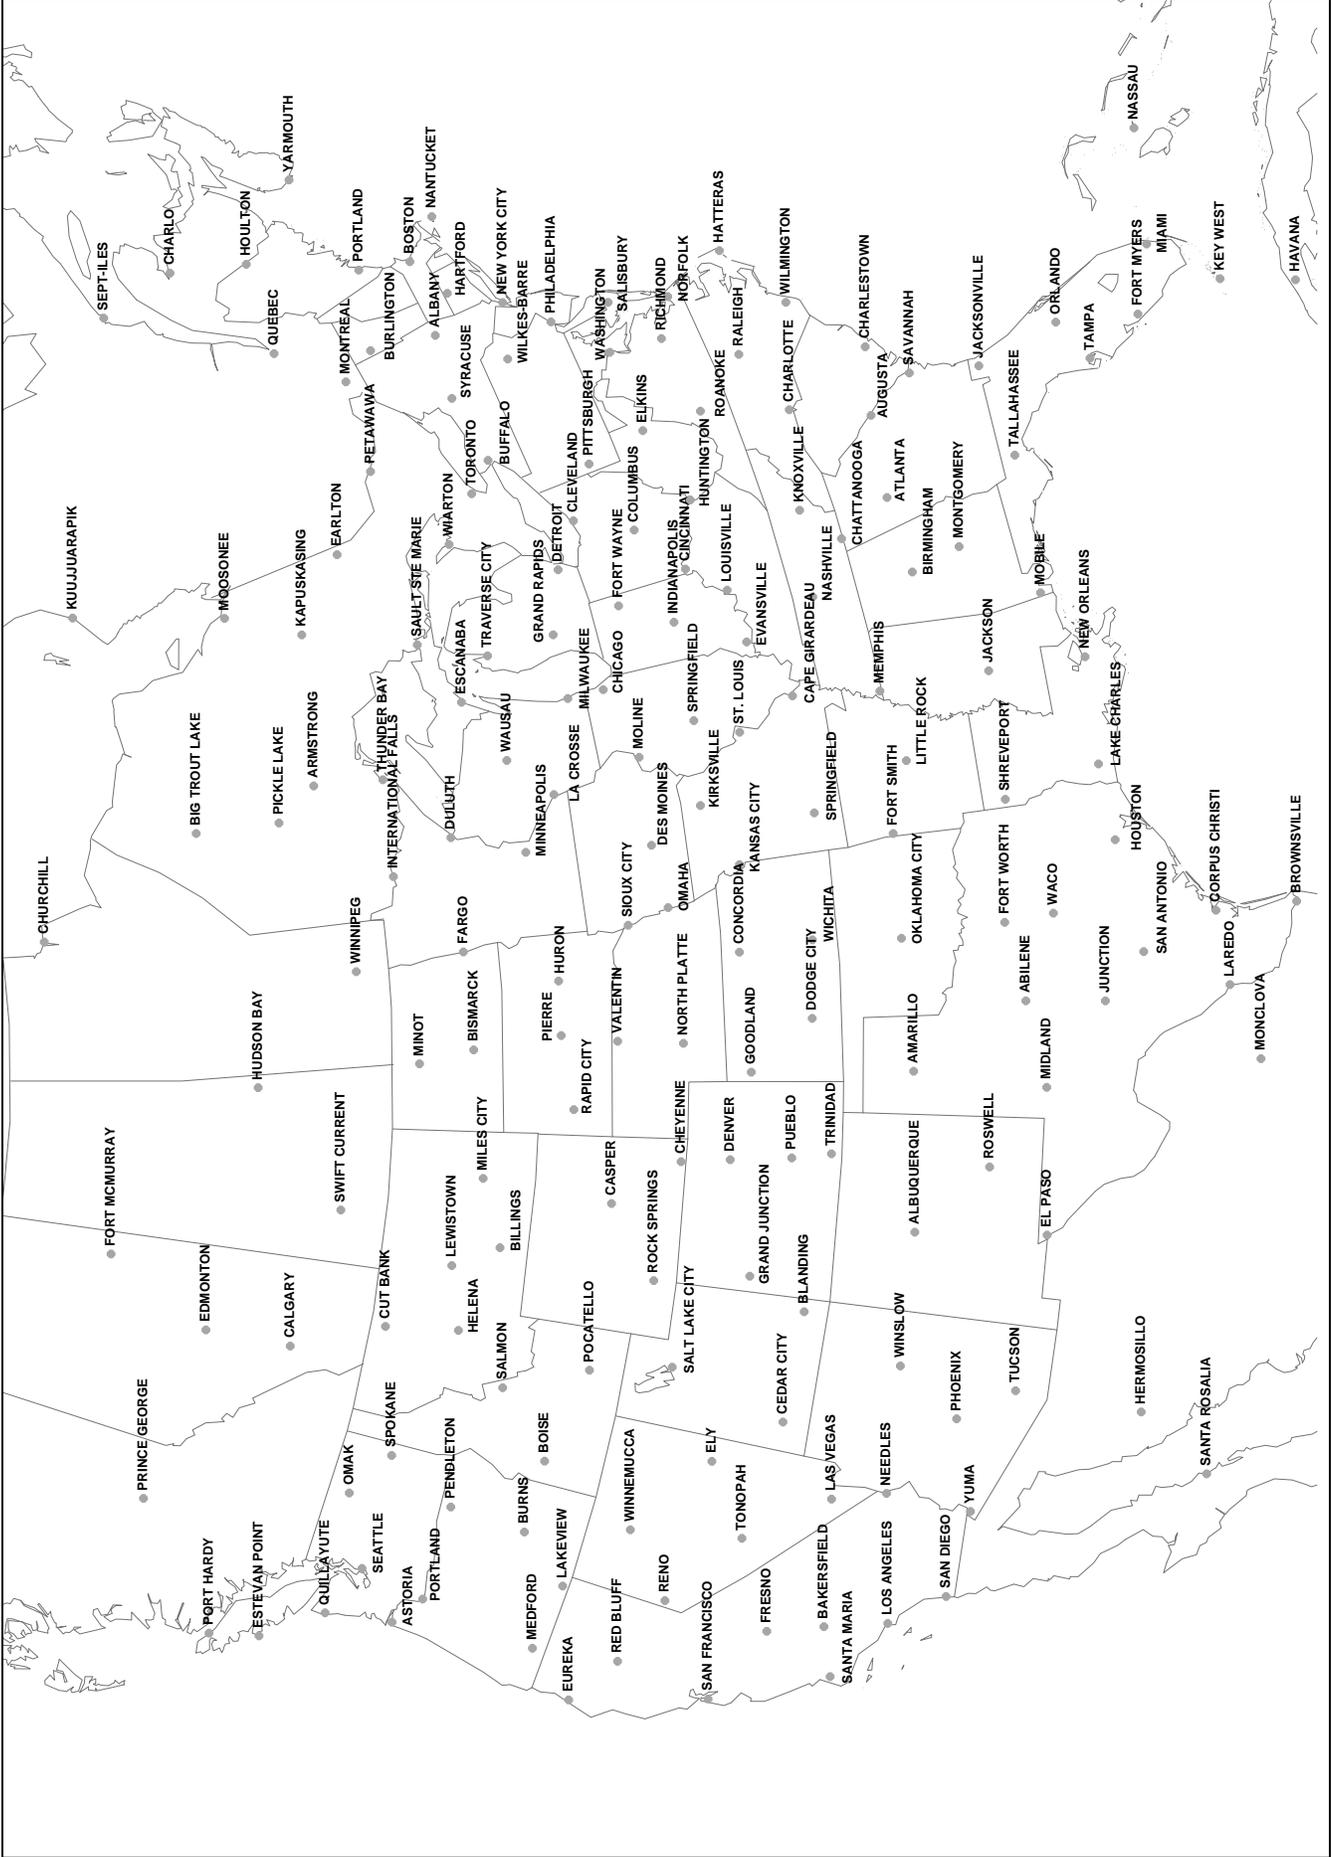 CHURCHILL
KUJJUARAPIK
SEPT-ILES
FORT MCMURRAY
PRINCE GEORGE
CHARLO
BIG TROUT LAKE
EDMONTON
PORT HARDY
MOOSONEE
HOULTON
HUDSON BAY
ESTEVAN POINT
QUEBEC
PICKLE LAKE
YARMOUTH
CALGARY
KAPUSKASING
ARMSTRONG
QUILLAYUTE
EARLTON
SWIFT CURRENT
MONTREAL
OMAK
WINNIPEG
PORTLAND
SEATTLE
PETAWAWA
BURLINGTON
THUNDER BAY
CUT BANK
SPOKANE
INTERNATIONAL FALLS
ASTORIA
BOSTON
SAULT STE MARIE
MINOT
PORTLAND
NANTUCKET
ALBANY
WIARTON
HARTFORD
DULUTH
LEWISTOWN
PENDLETON
SYRACUSE
ESCANABA
FARGO
HELENA
TORONTO
BISMARCK
MILES CITY
TRAVERSE CITY
BUFFALO
NEW YORK CITY
WAUSAU
BILLINGS
SALMON
WILKES-BARRE
BURNS
MINNEAPOLIS
MEDFORD
GRAND RAPIDS
BOISE
PHILADELPHIA
DETROIT
LA CROSSE
HURON
PIERRE
LAKEVIEW
EUREKA
CLEVELAND
MILWAUKEE
RAPID CITY
PITTSBURGH
POCATELLO
WASHINGTON
SALISBURY
CHICAGO
FORT WAYNE
VALENTIN
CASPER
RED BLUFF
SIOUX CITY
COLUMBUS
WINNEMUCCA
MOLINE
ELKINS
DES MOINES
ROCK SPRINGS
RICHMOND
RENO
OMAHA
INDIANAPOLIS
NORFOLK
CINCINNATI
NORTH PLATTE
CHEYENNE
SALT LAKE CITY
SPRINGFIELD
HUNTINGTON
ROANOKE
HATTERAS
KIRKSVILLE
ELY
SAN FRANCISCO
LOUISVILLE
DENVER
RALEIGH
ST. LOUIS
CONCORDIA
TONOPAH
KANSAS CITY
GOODLAND
EVANSVILLE
GRAND JUNCTION
FRESNO
WILMINGTON
CHARLOTTE
CEDAR CITY
PUEBLO
KNOXVILLE
BLANDING
CAPE GIRARDEAU
DODGE CITY
NASHVILLE
WICHITA
SPRINGFIELD
TRINIDAD
LAS VEGAS
BAKERSFIELD
SANTA MARIA
CHATTANOOGA
CHARLESTON
AUGUSTA
MEMPHIS
FORT SMITH
NEEDLES
LOS ANGELES
ATLANTA
SAVANNAH
WINSLOW
OKLAHOMA CITY
LITTLE ROCK
AMARILLO
ALBUQUERQUE
BIRMINGHAM
SAN DIEGO
PHOENIX
MONTGOMERY
YUMA
JACKSONVILLE
JACKSON
ROSWELL
SHREVEPORT
FORT WORTH
TALLAHASSEE
TUCSON
ABILENE
MOBILE
EL PASO
MIDLAND
WACO
ORLANDO
NEW ORLEANS
TAMPA
JUNCTION
LAKE CHARLES
HOUSTON
NASSAU
FORT MYERS
HERMOSILLO
SAN ANTONIO
MIAMI
SANTA ROSALIA
CORPUS CHRISTI
KEY WEST
LAREDO
MONCLOVA
BROWNSVILLE
HAVANA